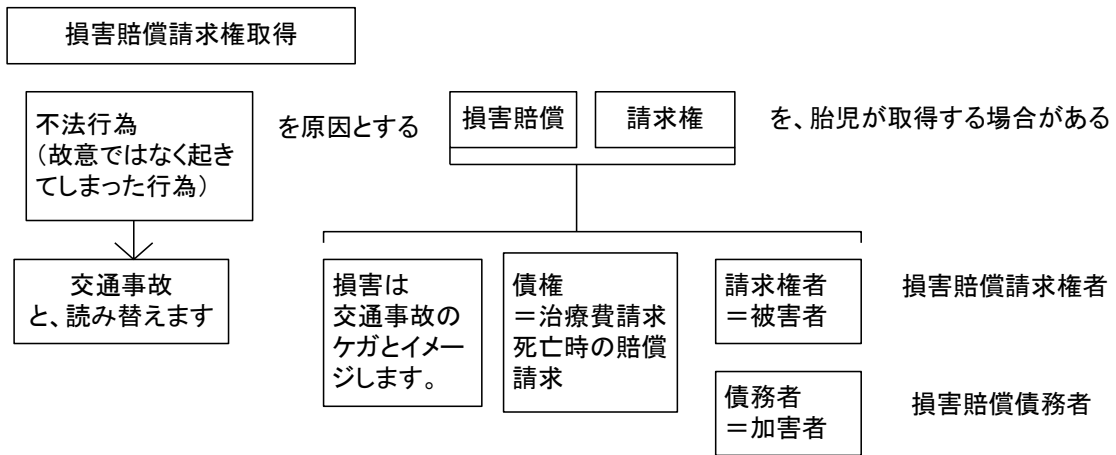 損害賠償請求権取得
不法行為
（故意ではなく起き
てしまった行為）
を原因とする
損害賠償
請求権
を、胎児が取得する場合がある
交通事故
と、読み替えます
損害は
交通事故の
ケガとイメー
ジします。
債権
＝治療費請求
死亡時の賠償
請求
請求権者
＝被害者
損害賠償請求権者
債務者
＝加害者
損害賠償債務者